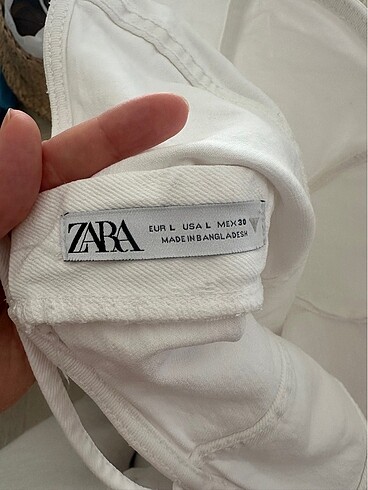 ZARA
EUR L USA L MEX 30
MADE IN BANGLADESH